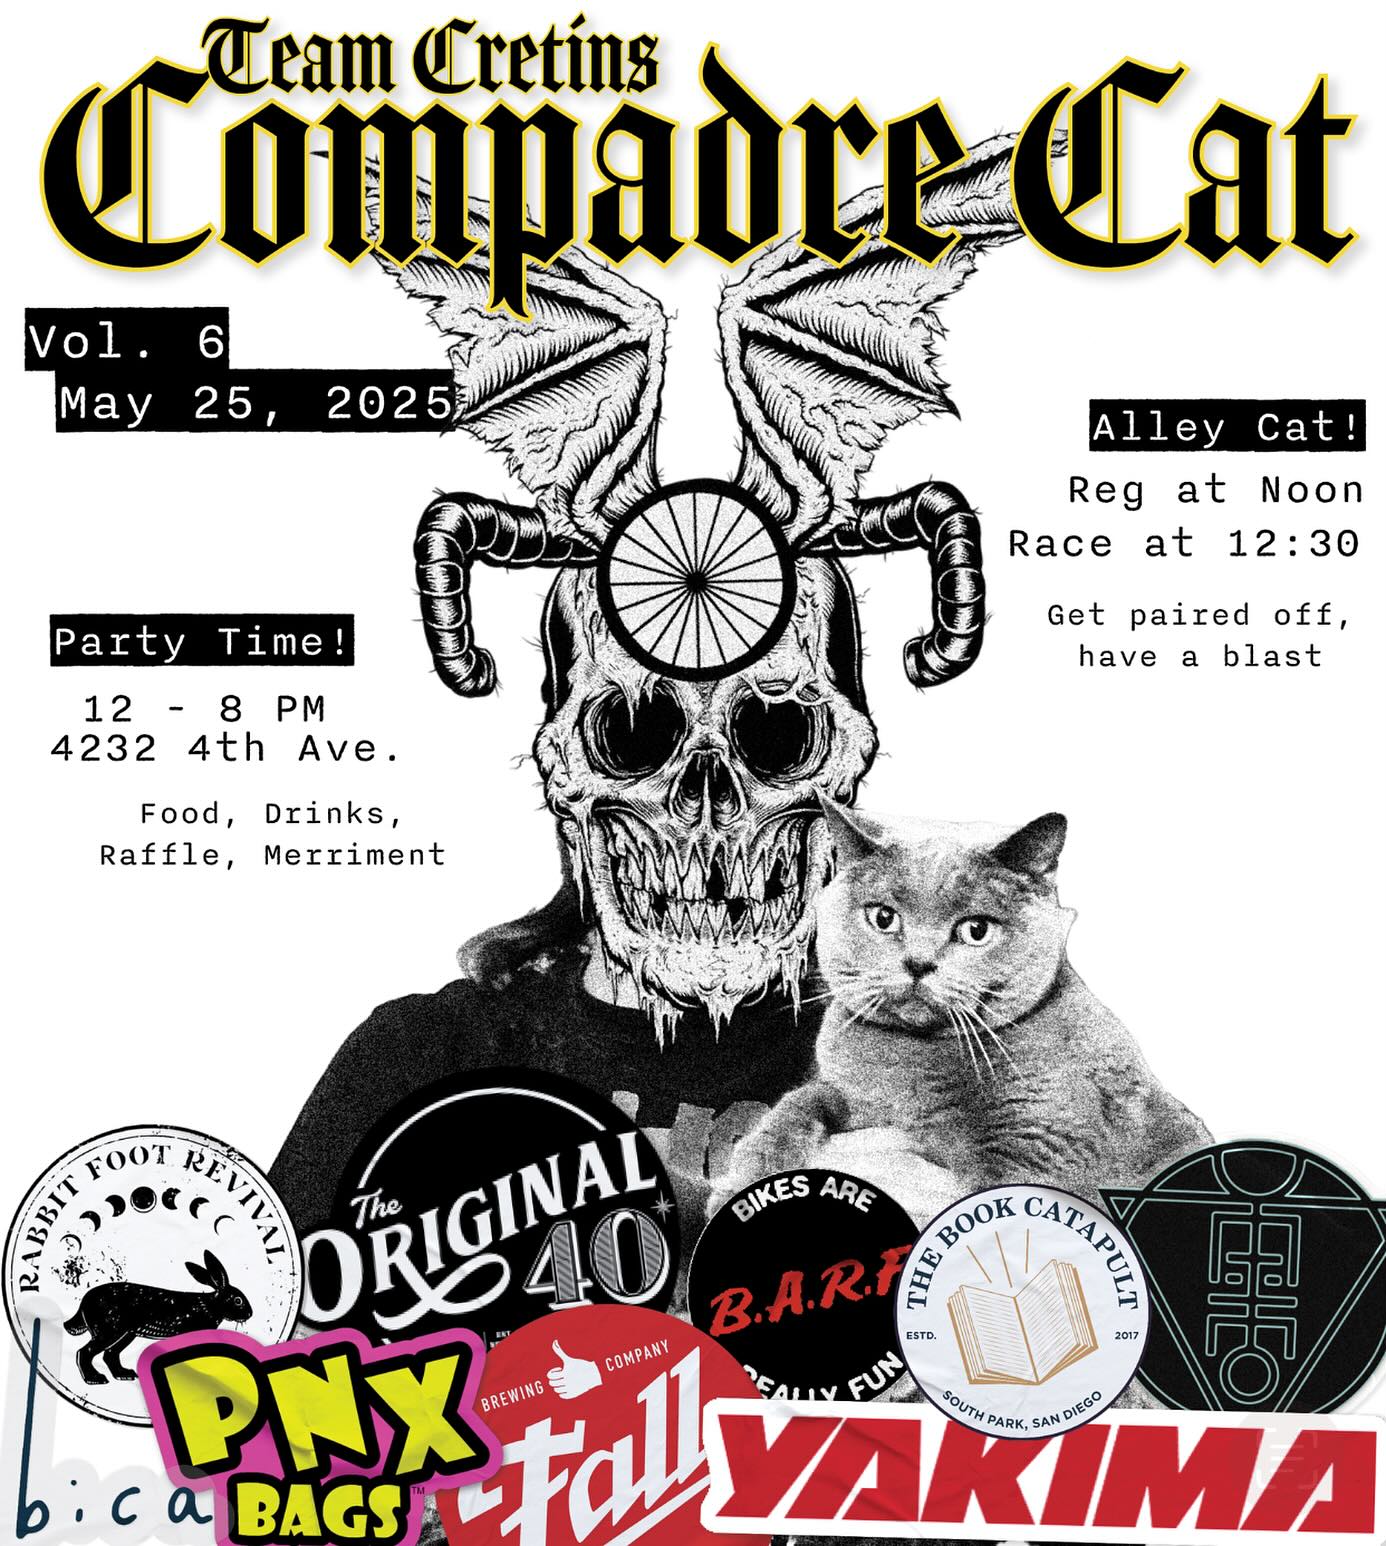 Team Cretins
Compadre Cat
Vol. 6
May 25, 2025
Alley Cat!
Reg at Noon
Race at 12:30
Get paired off,
have a blast
Party Time!
12 - 8 PM
4232 4th Ave.
Food, Drinks,
Raffle, Merriment
RABBIT FOOT REVIVAL
The
ORIGINAL
40
BIKES ARE
B.A.R.F
REALLY FUN
THE BOOK CATAPULT
ESTD.
2017
SOUTH PARK, SAN DIEGO
bica
PNX
BAGS™
BREWING
COMPANY
Fall
YAKIMA